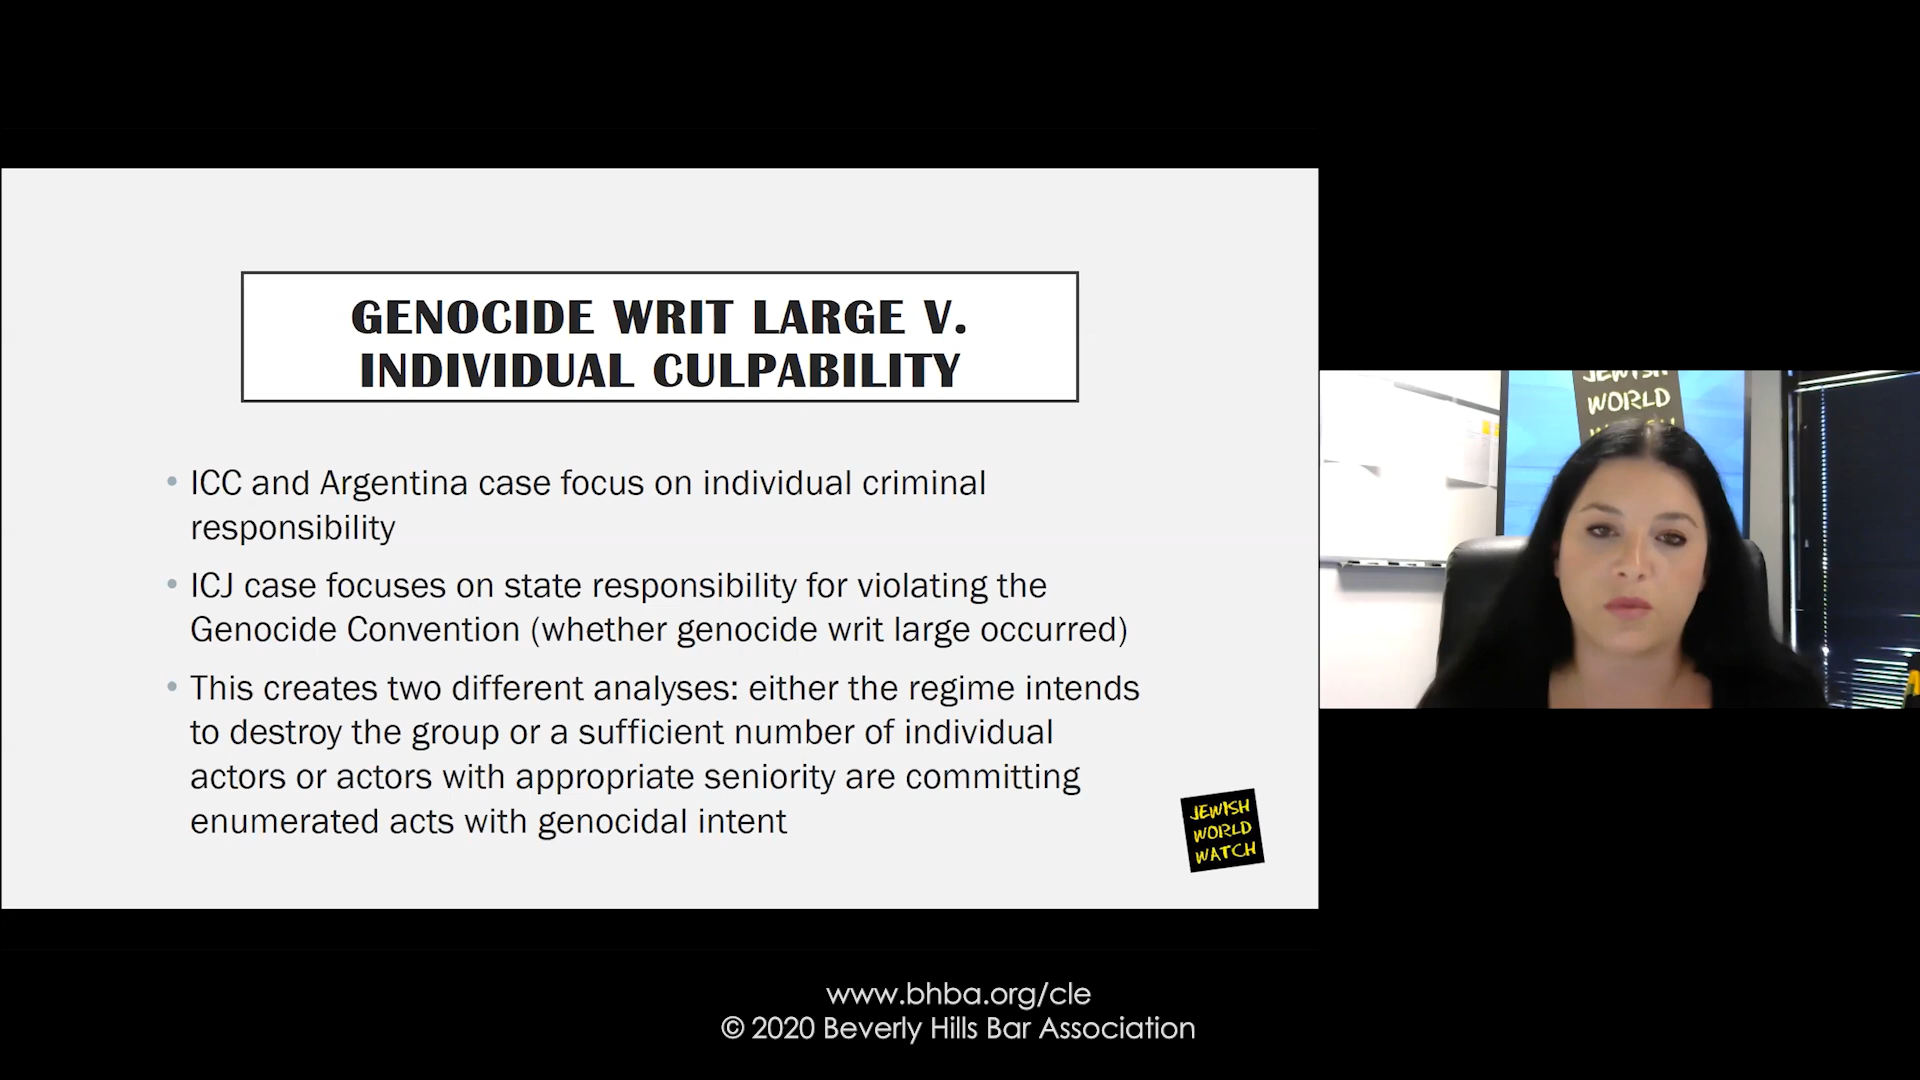 GENOCIDE WRIT LARGE V.
INDIVIDUAL CULPABILITY
• ICC and Argentina case focus on individual criminal
responsibility
• ICJ case focuses on state responsibility for violating the
Genocide Convention (whether genocide writ large occurred)
• This creates two different analyses: either the regime intends
to destroy the group or a sufficient number of individual
actors or actors with appropriate seniority are committing
enumerated acts with genocidal intent
JEWISH
WORLD
WATCH
JEWISH
WORLD
www.bhba.org/cle
© 2020 Beverly Hills Bar Association